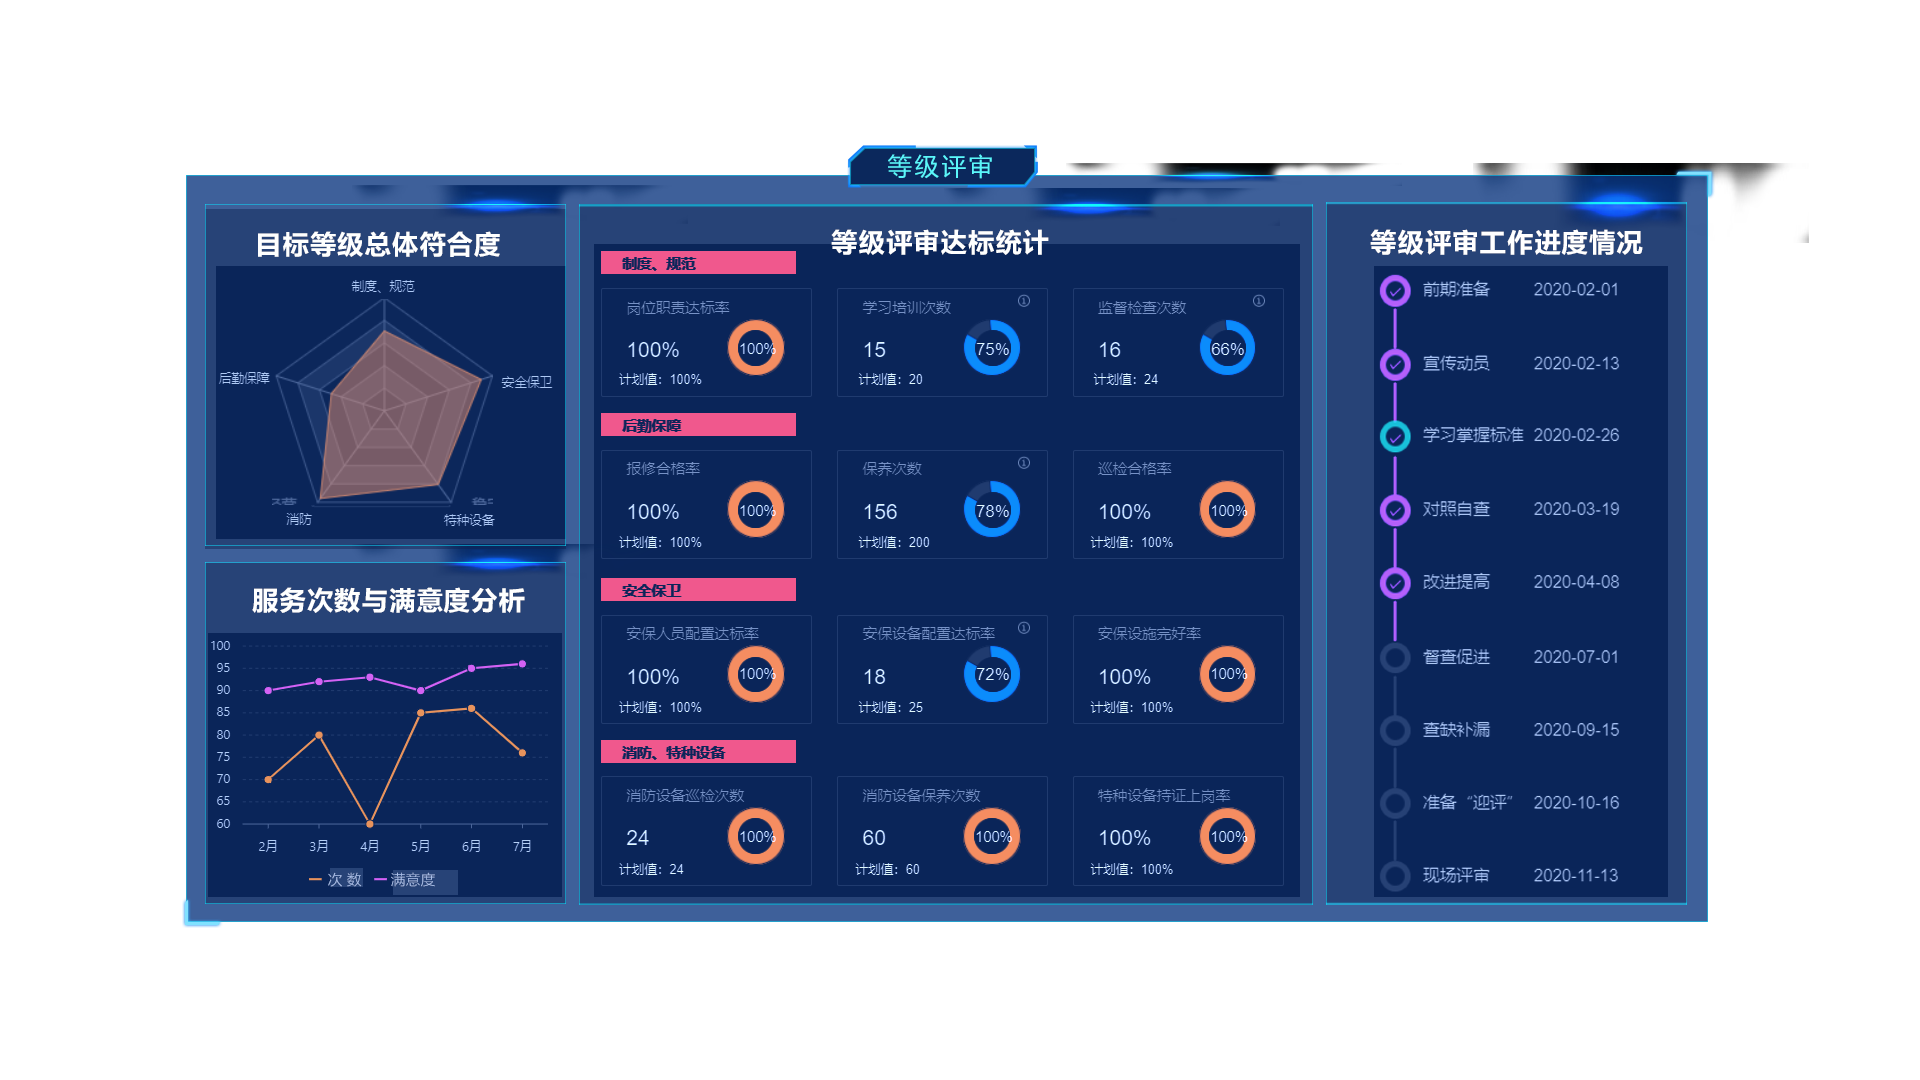 等级评审
目标等级总体符合度
制度、规范
后勤保障
安全保卫
消防
特种设备
服务次数与满意度分析
100
95
90
85
80
75
70
65
60
2月 3月 4月 5月 6月 7月
次 数 满意度
等级评审达标统计
制度、规范
岗位职责达标率
100%
100%
计划值：100%
学习培训次数
15
75%
计划值：20
监督检查次数
16
66%
计划值：24
后勤保障
报修合格率
100%
100%
计划值：100%
保养次数
156
78%
计划值：200
巡检合格率
100%
100%
计划值：100%
安全保卫
安保人员配置达标率
100%
100%
计划值：100%
安保设备配置达标率
18
72%
计划值：25
安保设施完好率
100%
100%
计划值：100%
消防、特种设备
消防设备巡检次数
24
100%
计划值：24
消防设备保养次数
60
100%
计划值：60
特种设备持证上岗率
100%
100%
计划值：100%
等级评审工作进度情况
前期准备 2020-02-01
宣传动员 2020-02-13
学习掌握标准 2020-02-26
对照自查 2020-03-19
改进提高 2020-04-08
督查促进 2020-07-01
查缺补漏 2020-09-15
准备“迎评” 2020-10-16
现场评审 2020-11-13